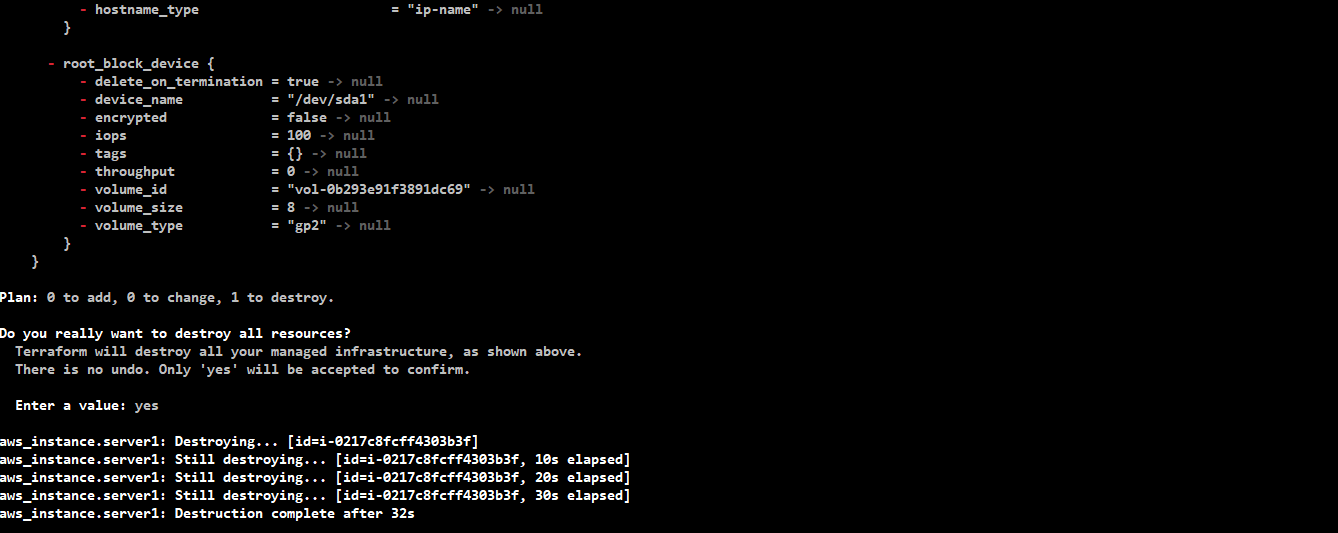 - hostname_type                        = "ip-name" -> null
        }

      - root_block_device {
          - delete_on_termination = true -> null
          - device_name           = "/dev/sda1" -> null
          - encrypted             = false -> null
          - iops                  = 100 -> null
          - tags                  = {} -> null
          - throughput            = 0 -> null
          - volume_id             = "vol-0b293e91f3891dc69" -> null
          - volume_size           = 8 -> null
          - volume_type           = "gp2" -> null
        }
    }

Plan: 0 to add, 0 to change, 1 to destroy.

Do you really want to destroy all resources?
  Terraform will destroy all your managed infrastructure, as shown above.
  There is no undo. Only 'yes' will be accepted to confirm.

  Enter a value: yes

aws_instance.server1: Destroying... [id=i-0217c8fcff4303b3f]
aws_instance.server1: Still destroying... [id=i-0217c8fcff4303b3f, 10s elapsed]
aws_instance.server1: Still destroying... [id=i-0217c8fcff4303b3f, 20s elapsed]
aws_instance.server1: Still destroying... [id=i-0217c8fcff4303b3f, 30s elapsed]
aws_instance.server1: Destruction complete after 32s